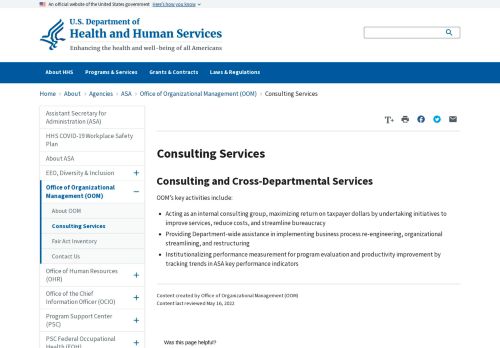 An official website of the United States government Here's how you know
U.S. Department of
Health and Human Services
Enhancing the health and well-being of all Americans
About HHS Programs & Services Grants & Contracts Laws & Regulations
Home › About › Agencies › ASA › Office of Organizational Management (OOM) › Consulting Services
Assistant Secretary for
Administration (ASA)
HHS COVID-19 Workplace Safety
Plan
About ASA
EEO, Diversity & Inclusion
Office of Organizational
Management (OOM)
About OOM
Consulting Services
Fair Act Inventory
Contact Us
Office of Human Resources
(OHR)
Office of the Chief
Information Officer (OCIO)
Program Support Center
(PSC)
PSC Federal Occupational
Health (FOH)
T+
Consulting Services
Consulting and Cross-Departmental Services
OOM's key activities include:
• Acting as an internal consulting group, maximizing return on taxpayer dollars by undertaking initiatives to
improve services, reduce costs, and streamline bureaucracy
• Providing Department-wide assistance in implementing business process re-engineering, organizational
streamlining, and restructuring
• Institutionalizing performance measurement for program evaluation and productivity improvement by
tracking trends in ASA key performance indicators
Content created by Office of Organizational Management (OOM)
Content last reviewed May 16, 2022
Was this page helpful?